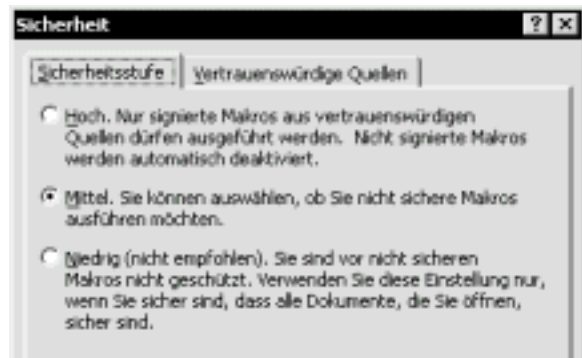 Sicherheit ? ×
Sicherheitsstufe Vertrauenswürdige Quellen
Hoch. Nur signierte Makros aus vertrauenswürdigen
Quellen dürfen ausgeführt werden. Nicht signierte Makros
werden automatisch deaktiviert.
Mittel. Sie können auswählen, ob Sie nicht sichere Makros
ausführen möchten.
Niedrig (nicht empfohlen). Sie sind vor nicht sicheren
Makros nicht geschützt. Verwenden Sie diese Einstellung nur,
wenn Sie sicher sind, dass alle Dokumente, die Sie öffnen,
sicher sind.